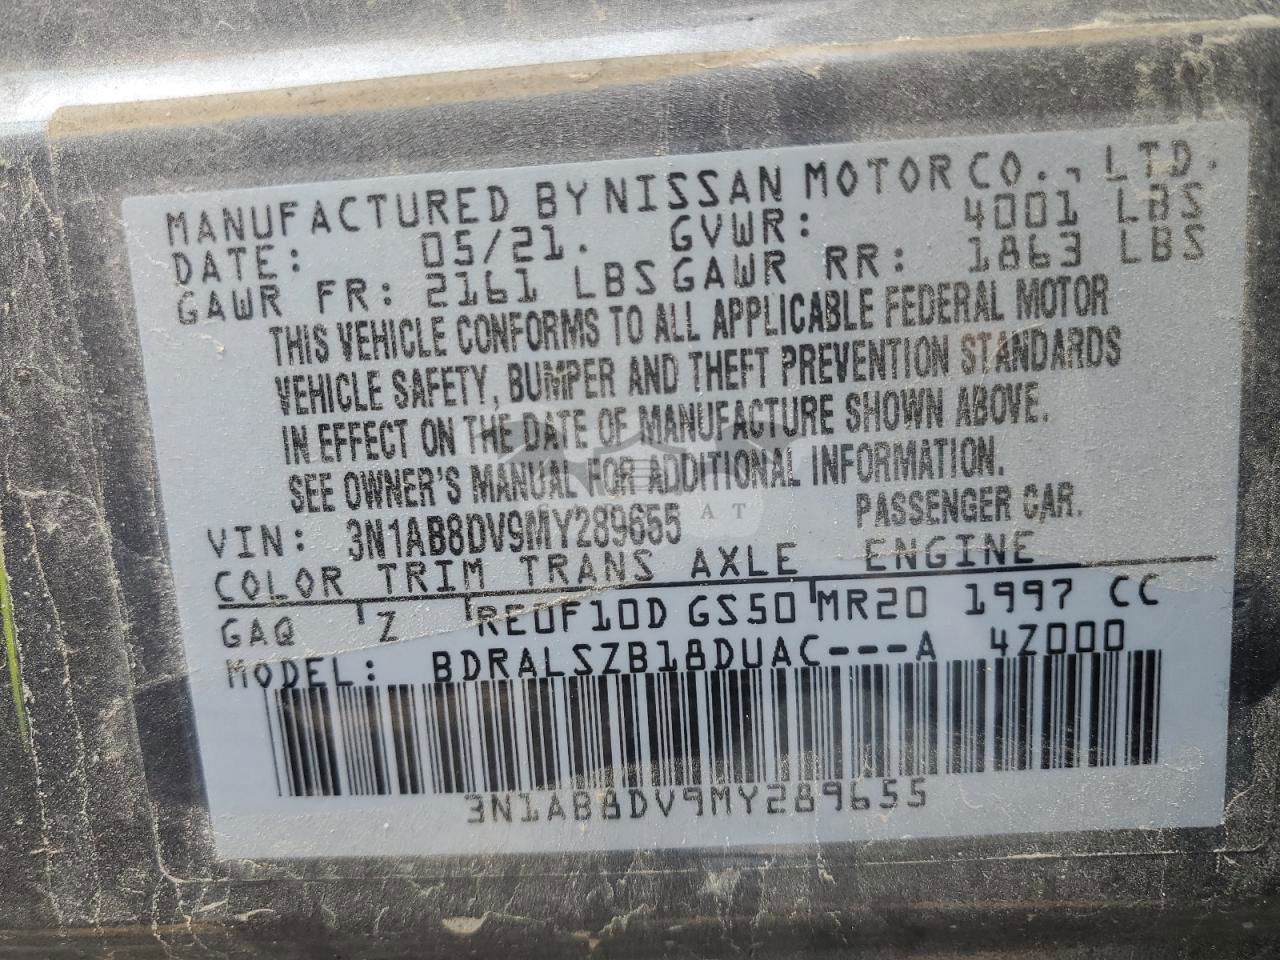 MANUFACTURED BY NISSAN MOTOR CO., LTD.
DATE: 05/21. GVWR: 4001 LBS
GAWR FR: 2161 LBS GAWR RR: 1863 LBS
THIS VEHICLE CONFORMS TO ALL APPLICABLE FEDERAL MOTOR
VEHICLE SAFETY, BUMPER AND THEFT PREVENTION STANDARDS
IN EFFECT ON THE DATE OF MANUFACTURE SHOWN ABOVE.
SEE OWNER'S MANUAL FOR ADDITIONAL INFORMATION.
VIN: 3N1AB8DV9MY289655 PASSENGER CAR.
COLOR TRIM TRANS AXLE ENGINE
GAQ Z RE0F10D GS50 MR20 1997 CC
MODEL: BDRALSZB18DUAC---A 4Z000
3N1AB8DV9MY289655